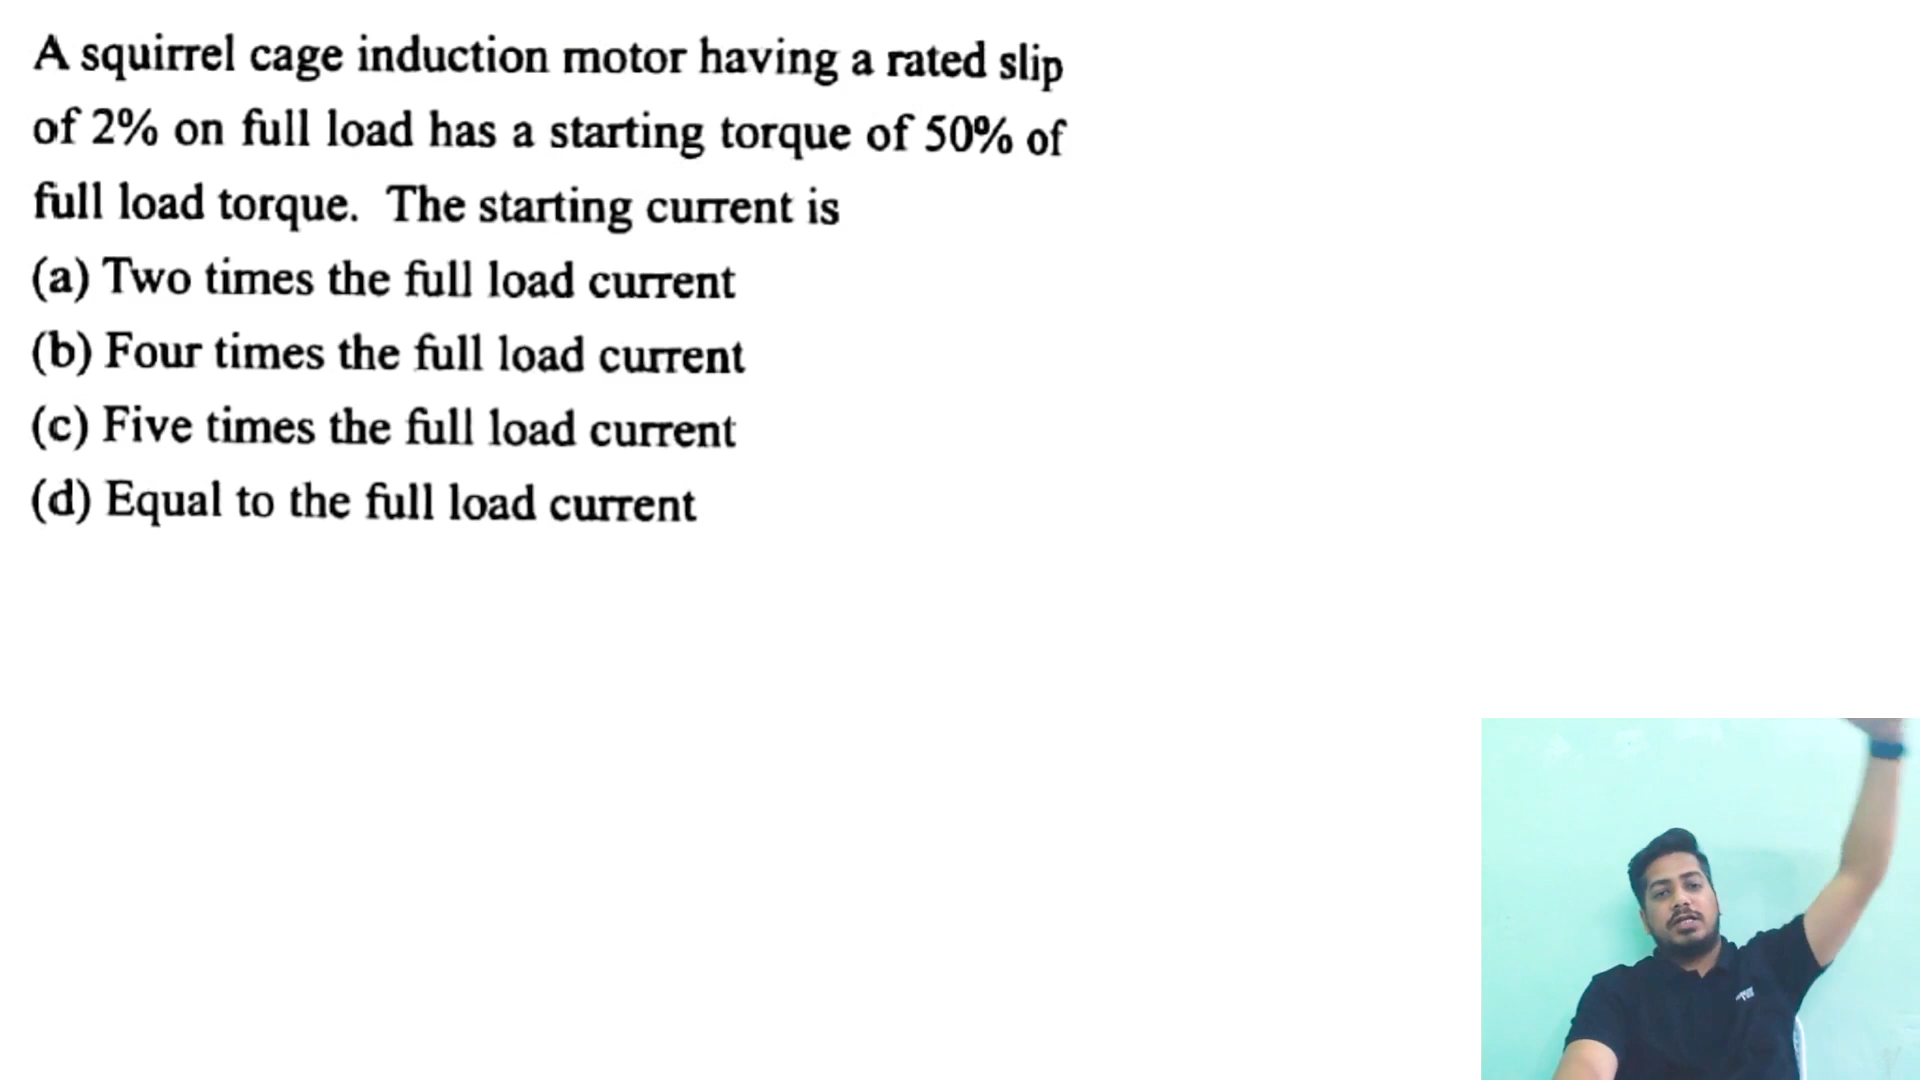 A squirrel cage induction motor having a rated slip
of 2% on full load has a starting torque of 50% of
full load torque. The starting current is
(a) Two times the full load current
(b) Four times the full load current
(c) Five times the full load current
(d) Equal to the full load current